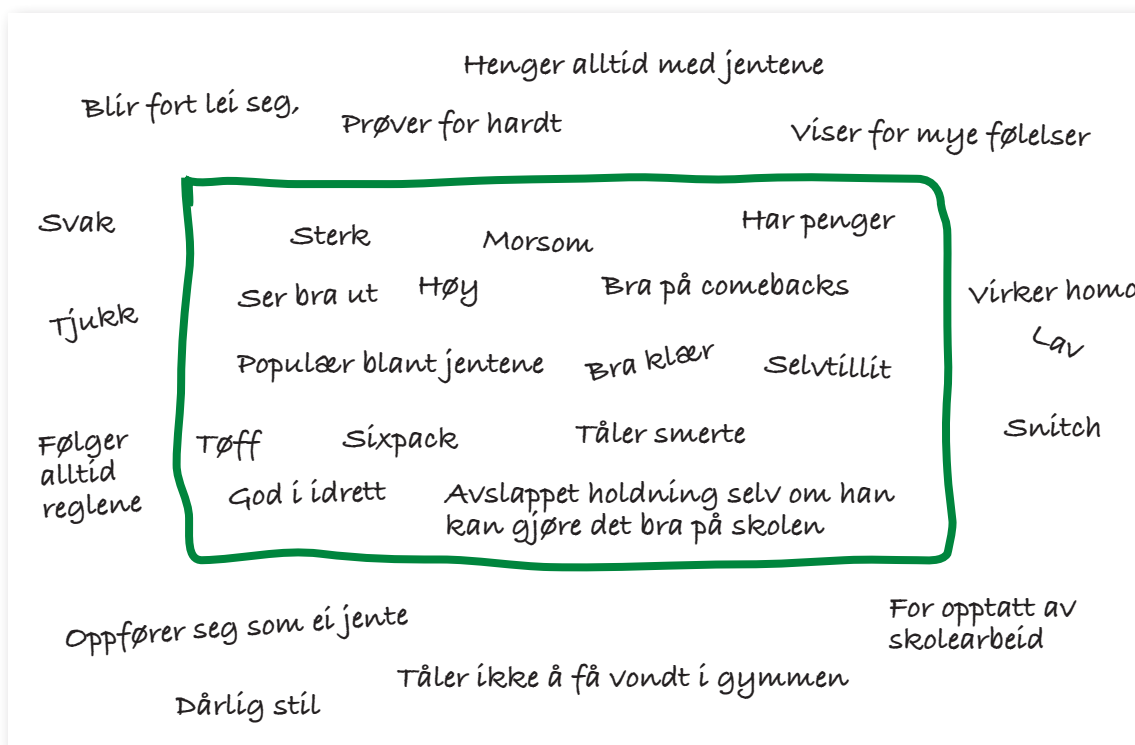 Henger alltid med jentene
Blir fort lei seg,
Prøver for hardt
Viser for mye følelser
Svak
Sterk
Morsom
Har penger
Ser bra ut
Høy
Bra på comebacks
Virker homo
Tjukk
Lav
Populær blant jentene
Bra klær
Selvtillit
Følger
alltid
reglene
Tøff
Sixpack
Tåler smerte
Snitch
God i idrett
Avslappet holdning selv om han
kan gjøre det bra på skolen
Oppfører seg som ei jente
For opptatt av
skolearbeid
Tåler ikke å få vondt i gymmen
Dårlig stil